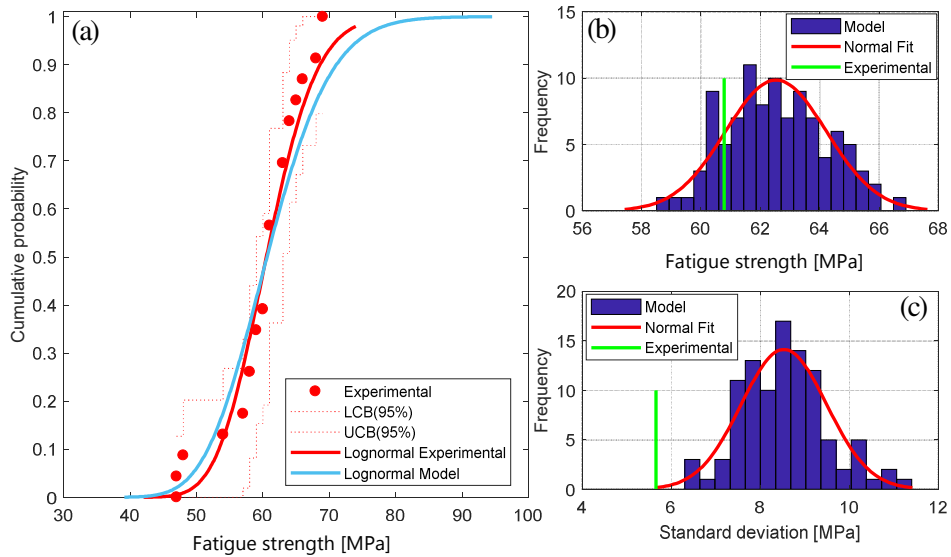 (a)
Cumulative probability
1
0.9
0.8
0.7
0.6
0.5
0.4
0.3
0.2
0.1
0
30 40 50 60 70 80 90 100
Fatigue strength [MPa]
Experimental
LCB(95%)
UCB(95%)
Lognormal Experimental
Lognormal Model
(b)
Frequency
15
10
5
0
56 58 60 62 64 66 68
Fatigue strength [MPa]
Model
Normal Fit
Experimental
(c)
Frequency
20
15
10
5
0
4 6 8 10 12
Standard deviation [MPa]
Model
Normal Fit
Experimental